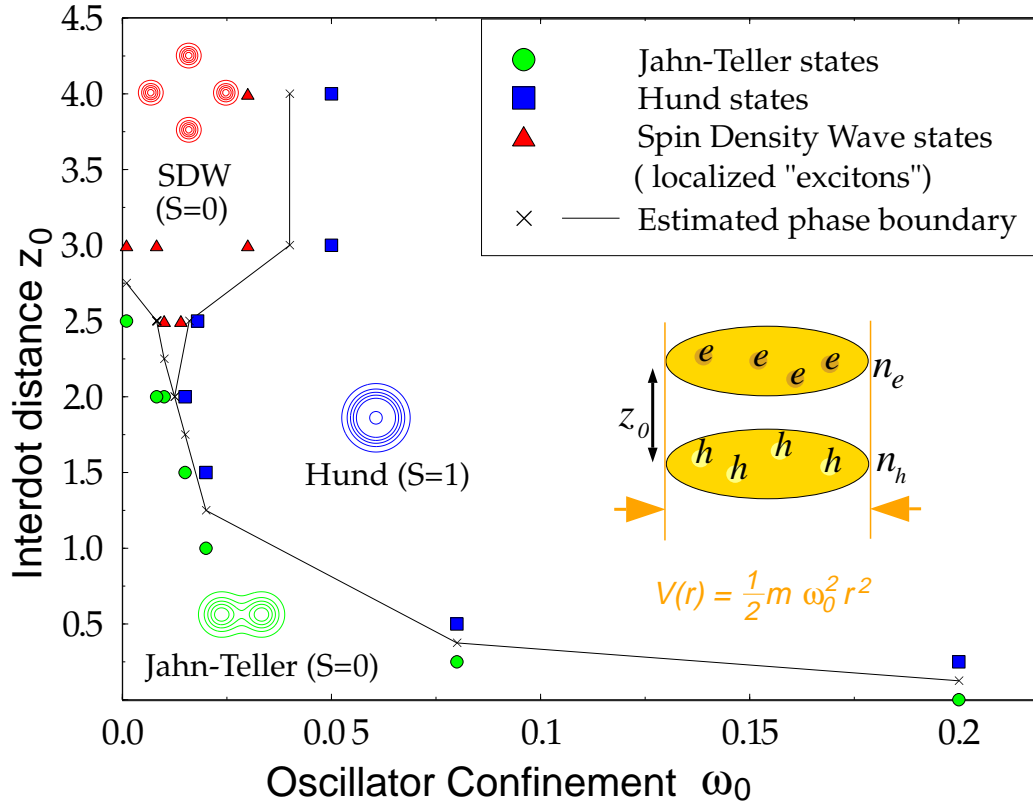 4.5
4.0
3.5
3.0
2.5
2.0
1.5
1.0
0.5
Interdot distance z₀
0.0
0.05
0.1
0.15
0.2
Oscillator Confinement ω₀
Jahn-Teller states
Hund states
Spin Density Wave states
( localized "excitons")
Estimated phase boundary
SDW
(S=0)
Hund (S=1)
Jahn-Teller (S=0)
e e e e
nₑ
z₀
h h h h
nₕ
V(r) = 1/2 m ω₀² r²